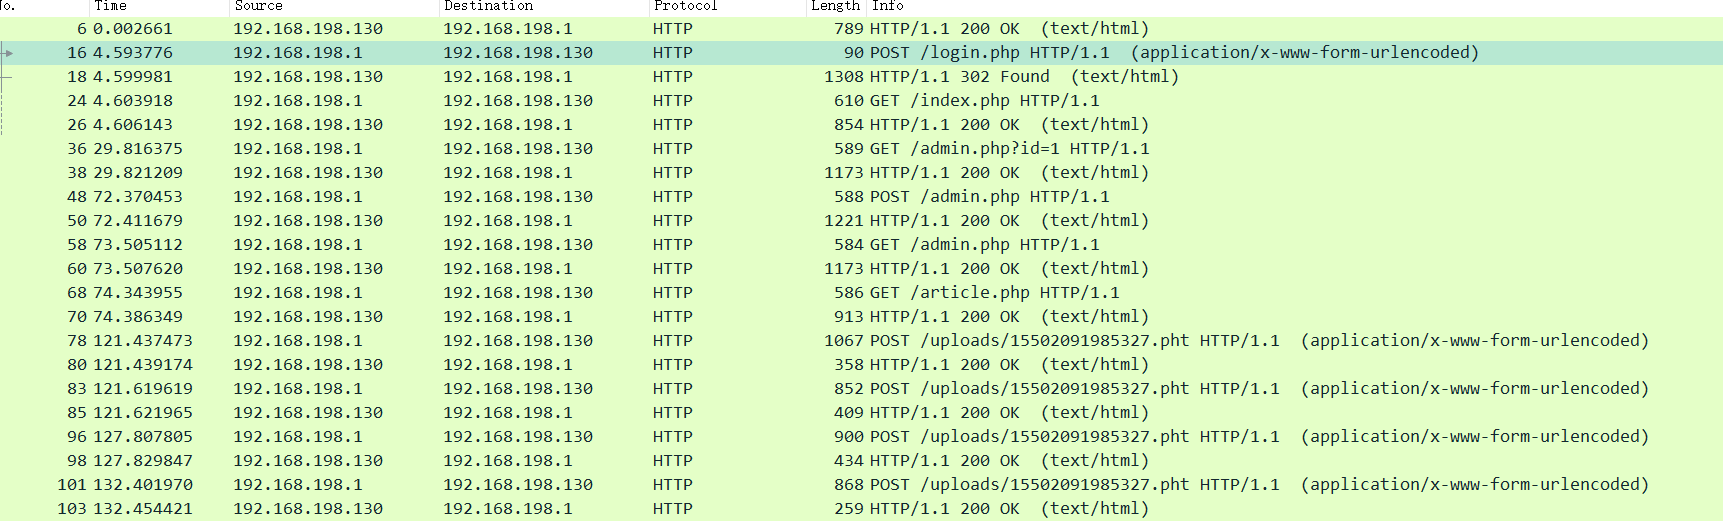 No. Time Source Destination Protocol Length Info
6 0.002661 192.168.198.130 192.168.198.1 HTTP 789 HTTP/1.1 200 OK (text/html)
16 4.593776 192.168.198.1 192.168.198.130 HTTP 90 POST /login.php HTTP/1.1 (application/x-www-form-urlencoded)
18 4.599981 192.168.198.130 192.168.198.1 HTTP 1308 HTTP/1.1 302 Found (text/html)
24 4.603918 192.168.198.1 192.168.198.130 HTTP 610 GET /index.php HTTP/1.1
26 4.606143 192.168.198.130 192.168.198.1 HTTP 854 HTTP/1.1 200 OK (text/html)
36 29.816375 192.168.198.1 192.168.198.130 HTTP 589 GET /admin.php?id=1 HTTP/1.1
38 29.821209 192.168.198.130 192.168.198.1 HTTP 1173 HTTP/1.1 200 OK (text/html)
48 72.370453 192.168.198.1 192.168.198.130 HTTP 588 POST /admin.php HTTP/1.1
50 72.411679 192.168.198.130 192.168.198.1 HTTP 1221 HTTP/1.1 200 OK (text/html)
58 73.505112 192.168.198.1 192.168.198.130 HTTP 584 GET /admin.php HTTP/1.1
60 73.507620 192.168.198.130 192.168.198.1 HTTP 1173 HTTP/1.1 200 OK (text/html)
68 74.343955 192.168.198.1 192.168.198.130 HTTP 586 GET /article.php HTTP/1.1
70 74.386349 192.168.198.130 192.168.198.1 HTTP 913 HTTP/1.1 200 OK (text/html)
78 121.437473 192.168.198.1 192.168.198.130 HTTP 1067 POST /uploads/15502091985327.pht HTTP/1.1 (application/x-www-form-urlencoded)
80 121.439174 192.168.198.130 192.168.198.1 HTTP 358 HTTP/1.1 200 OK (text/html)
83 121.619619 192.168.198.1 192.168.198.130 HTTP 852 POST /uploads/15502091985327.pht HTTP/1.1 (application/x-www-form-urlencoded)
85 121.621965 192.168.198.130 192.168.198.1 HTTP 409 HTTP/1.1 200 OK (text/html)
96 127.807805 192.168.198.1 192.168.198.130 HTTP 900 POST /uploads/15502091985327.pht HTTP/1.1 (application/x-www-form-urlencoded)
98 127.829847 192.168.198.130 192.168.198.1 HTTP 434 HTTP/1.1 200 OK (text/html)
101 132.401970 192.168.198.1 192.168.198.130 HTTP 868 POST /uploads/15502091985327.pht HTTP/1.1 (application/x-www-form-urlencoded)
103 132.454421 192.168.198.130 192.168.198.1 HTTP 259 HTTP/1.1 200 OK (text/html)